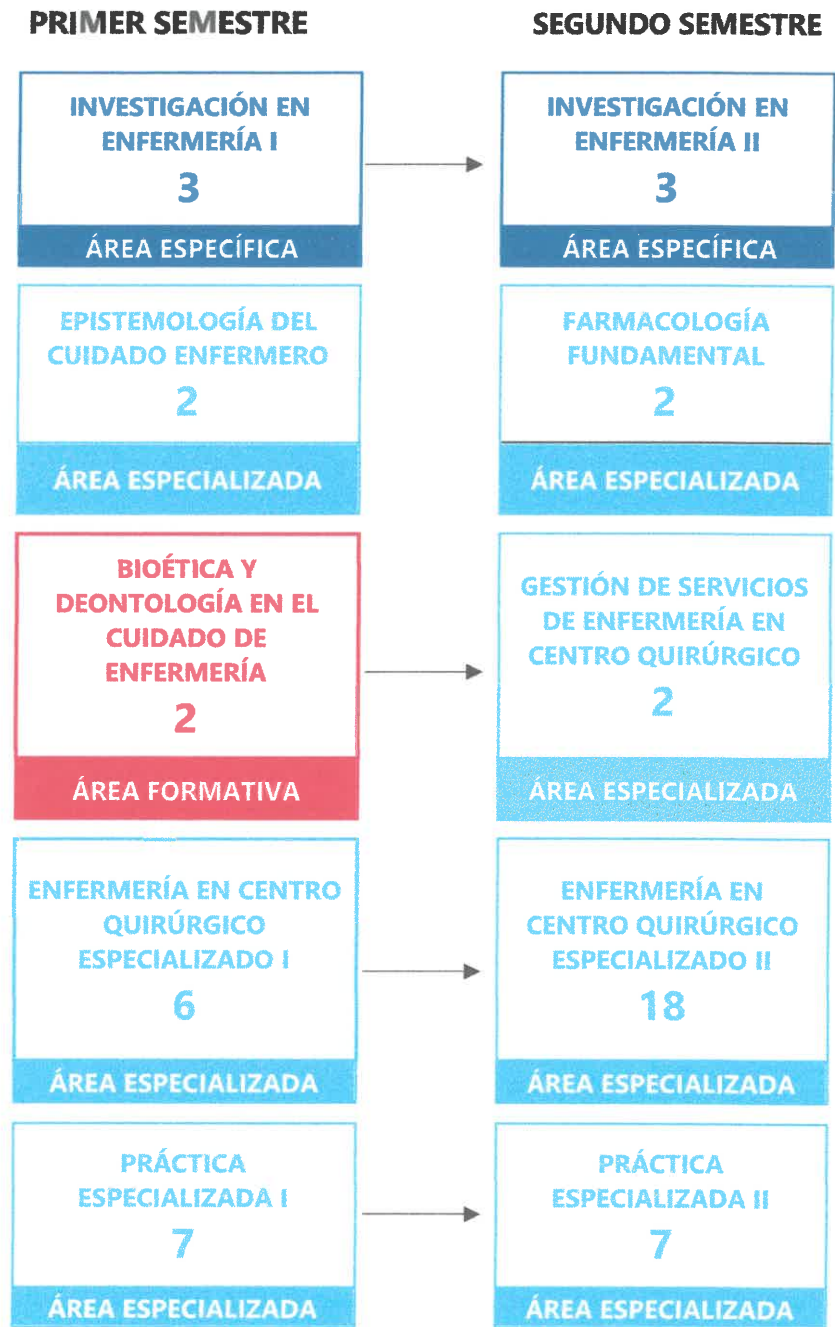 PRIMER SEMESTRE
SEGUNDO SEMESTRE
INVESTIGACIÓN EN
ENFERMERÍA I
3
ÁREA ESPECÍFICA
INVESTIGACIÓN EN
ENFERMERÍA II
3
ÁREA ESPECÍFICA
EPISTEMOLOGÍA DEL
CUIDADO ENFERMERO
2
ÁREA ESPECIALIZADA
FARMACOLOGÍA
FUNDAMENTAL
2
ÁREA ESPECIALIZADA
BIOÉTICA Y
DEONTOLOGÍA EN EL
CUIDADO DE
ENFERMERÍA
2
ÁREA FORMATIVA
GESTIÓN DE SERVICIOS
DE ENFERMERÍA EN
CENTRO QUIRÚRGICO
2
ÁREA ESPECIALIZADA
ENFERMERÍA EN CENTRO
QUIRÚRGICO
ESPECIALIZADO I
6
ÁREA ESPECIALIZADA
ENFERMERÍA EN
CENTRO QUIRÚRGICO
ESPECIALIZADO II
18
ÁREA ESPECIALIZADA
PRÁCTICA
ESPECIALIZADA I
7
ÁREA ESPECIALIZADA
PRÁCTICA
ESPECIALIZADA II
7
ÁREA ESPECIALIZADA